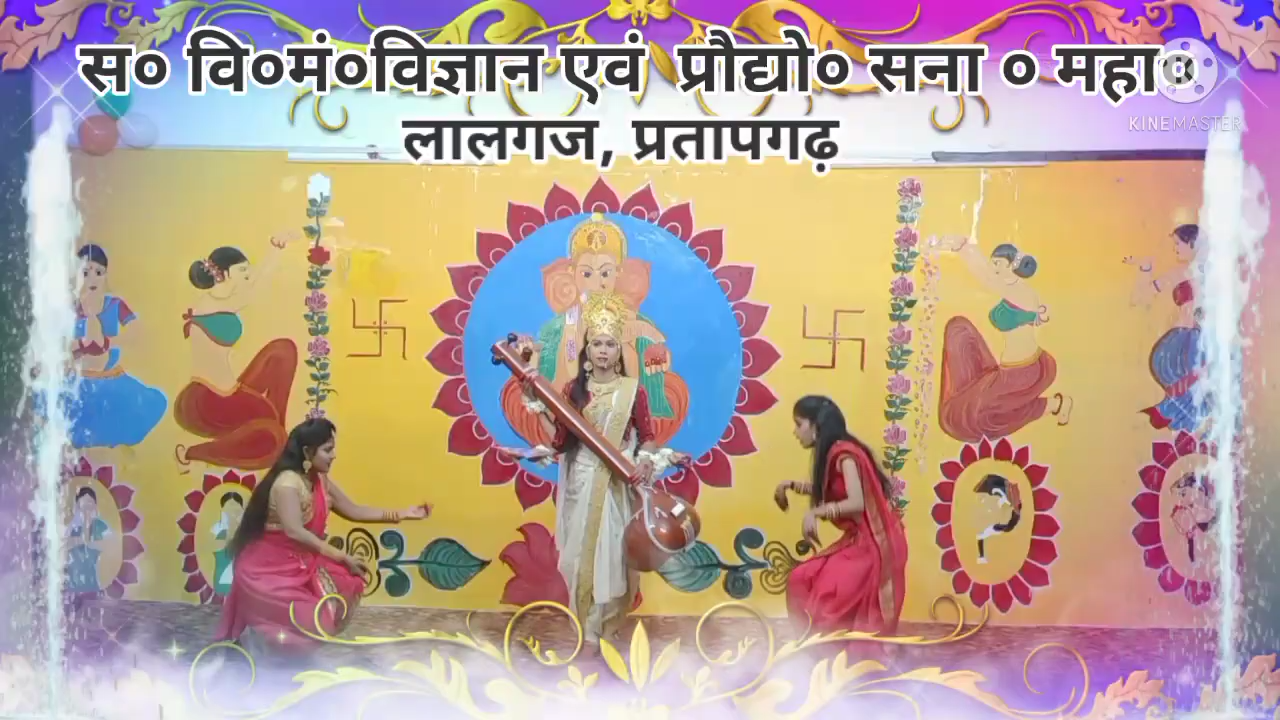 स० वि०मं०विज्ञान एवं प्रौद्यो० सना ० महा०
लालगज, प्रतापगढ़
KINEMASTER